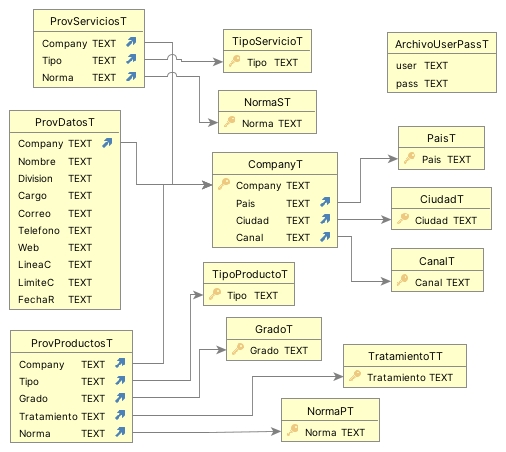 ProvServiciosT
Company TEXT
Tipo TEXT
Norma TEXT
TipoServicioT
Tipo TEXT
ArchivoUserPassT
user TEXT
pass TEXT
NormaST
Norma TEXT
ProvDatosT
Company TEXT
Nombre TEXT
Division TEXT
Cargo TEXT
Correo TEXT
Telefono TEXT
Web TEXT
LineaC TEXT
LimiteC TEXT
FechaR TEXT
CompanyT
Company TEXT
Pais TEXT
Ciudad TEXT
Canal TEXT
PaisT
Pais TEXT
CiudadT
Ciudad TEXT
CanalT
Canal TEXT
TipoProductoT
Tipo TEXT
ProvProductosT
Company TEXT
Tipo TEXT
Grado TEXT
Tratamiento TEXT
Norma TEXT
GradoT
Grado TEXT
TratamientoTT
Tratamiento TEXT
NormaPT
Norma TEXT